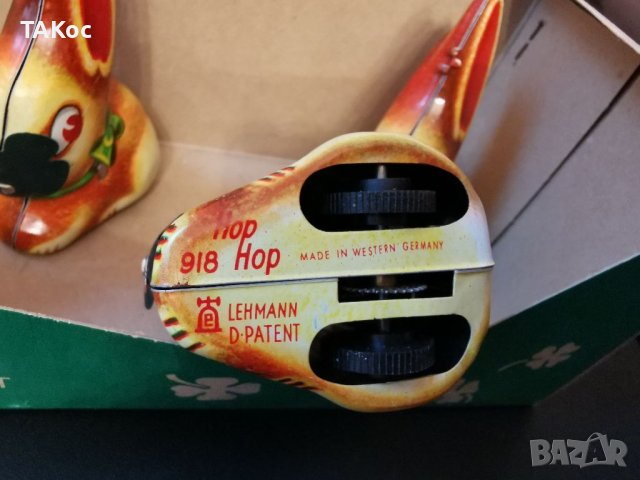 TAKoc
Hop
918 Hop
MADE IN WESTERN GERMANY
LEHMANN
D·PATENT
BAZAR